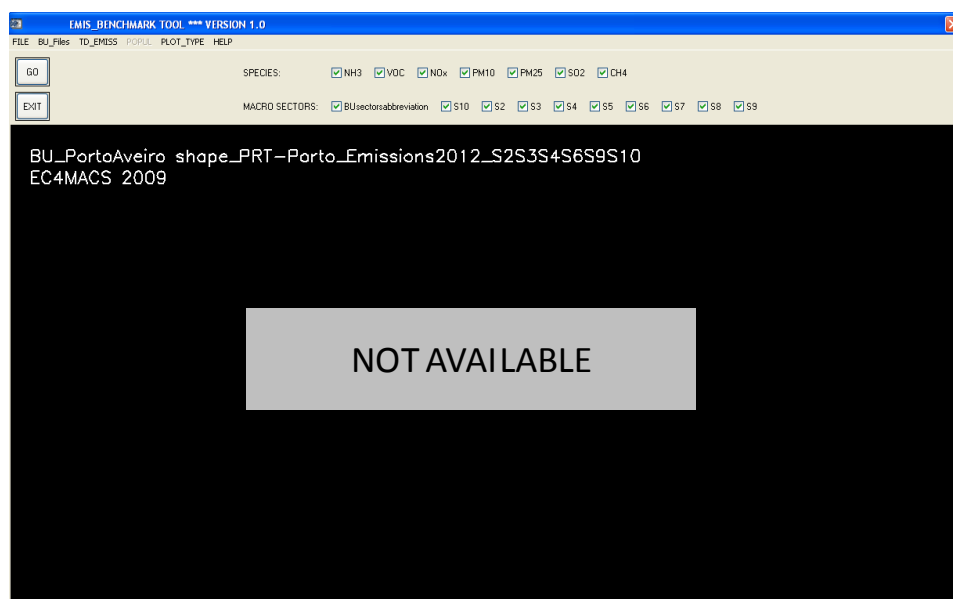 EMIS_BENCHMARK TOOL *** VERSION 1.0
FILE BU_Files TD_EMISS POPUL PLOT_TYPE HELP
GO SPECIES: NH3 VOC NOx PM10 PM25 SO2 CH4
EXIT MACRO SECTORS: BUsectorsabbreviation S10 S2 S3 S4 S5 S6 S7 S8 S9
BU_PortoAveiro shape_PRT-Porto_Emissions2012_S2S3S4S6S9S10
EC4MACS 2009
NOT AVAILABLE